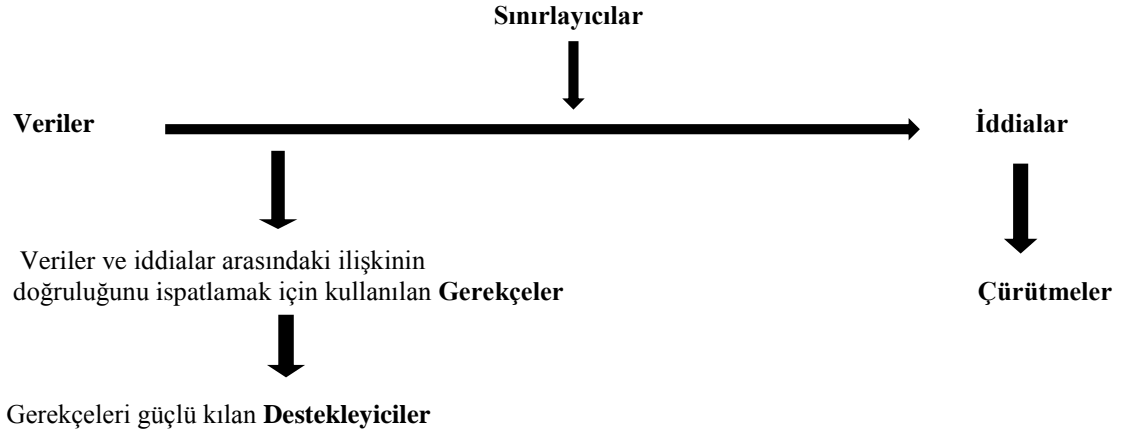 Sınırlayıcılar
Veriler
İddialar
Veriler ve iddialar arasındaki ilişkinin
doğruluğunu ispatlamak için kullanılan Gerekçeler
Çürütmeler
Gerekçeleri güçlü kılan Destekleyiciler